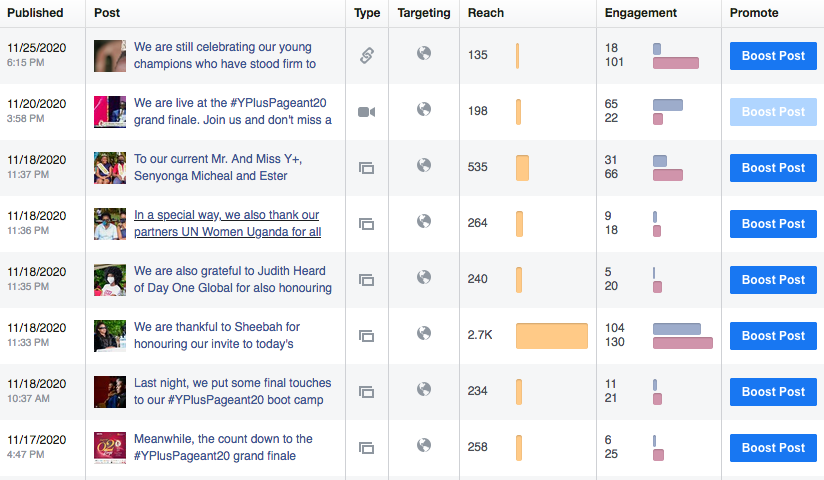 Published Post Type Targeting Reach Engagement Promote
11/25/2020 We are still celebrating our young 18
6:15 PM champions who have stood firm to 135 101 Boost Post
11/20/2020 We are live at the #YPlusPageant20 65
3:58 PM grand finale. Join us and don't miss a 198 22 Boost Post
11/18/2020 To our current Mr. And Miss Y+, 31
11:37 PM Senyonga Micheal and Ester 535 66 Boost Post
11/18/2020 In a special way, we also thank our 9
11:36 PM partners UN Women Uganda for all 264 18 Boost Post
11/18/2020 We are also grateful to Judith Heard 5
11:35 PM of Day One Global for also honouring 240 20 Boost Post
11/18/2020 We are thankful to Sheebah for 104
11:33 PM honouring our invite to today's 2.7K 130 Boost Post
11/18/2020 Last night, we put some final touches 11
10:37 AM to our #YPlusPageant20 boot camp 234 21 Boost Post
11/17/2020 Meanwhile, the count down to the 6
4:47 PM #YPlusPageant20 grand finale 258 25 Boost Post